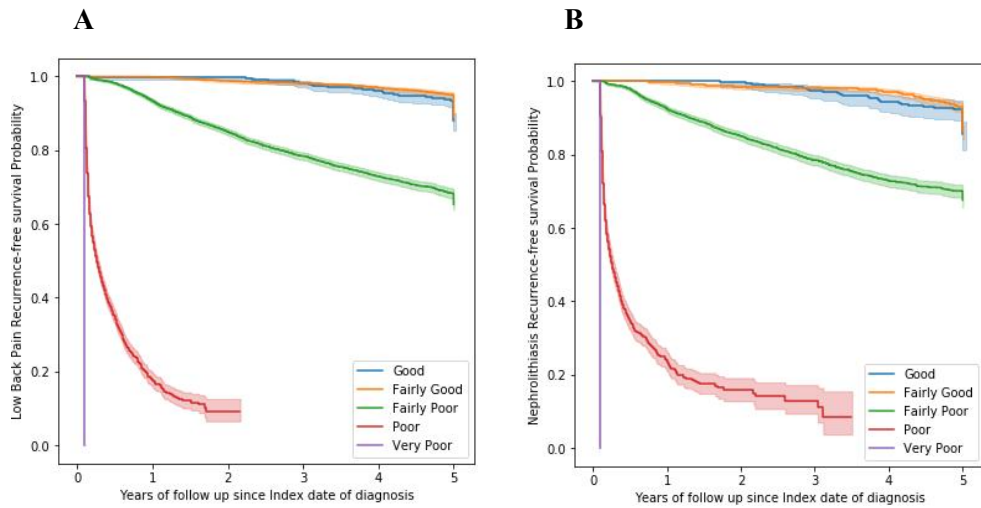 A
B
Low Back Pain Recurrence-free survival Probability
1.0
0.8
0.6
0.4
0.2
0.0
Good
Fairly Good
Fairly Poor
Poor
Very Poor
0 1 2 3 4 5
Years of follow up since Index date of diagnosis
Nephrolithiasis Recurrence-free survival Probability
1.0
0.8
0.6
0.4
0.2
0.0
Good
Fairly Good
Fairly Poor
Poor
Very Poor
0 1 2 3 4 5
Years of follow up since Index date of diagnosis